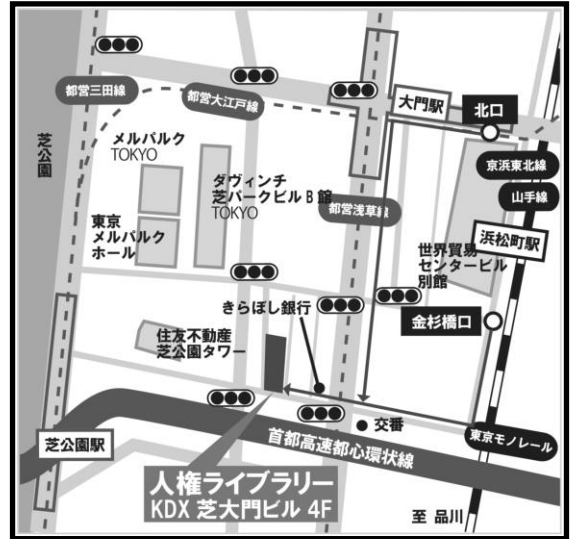 都営三田線
都営大江戸線
大門駅
北口
芝公園
メルパルク
TOKYO
ダヴィンチ
芝パークビル B 館
TOKYO
京浜東北線
山手線
都営浅草線
東京
メルパルク
ホール
浜松町駅
世界貿易
センタービル
別館
きらぼし銀行
金杉橋口
住友不動産
芝公園タワー
交番
芝公園駅
首都高速都心環状線
東京モノレール
人権ライブラリー
KDX 芝大門ビル 4F
至 品川